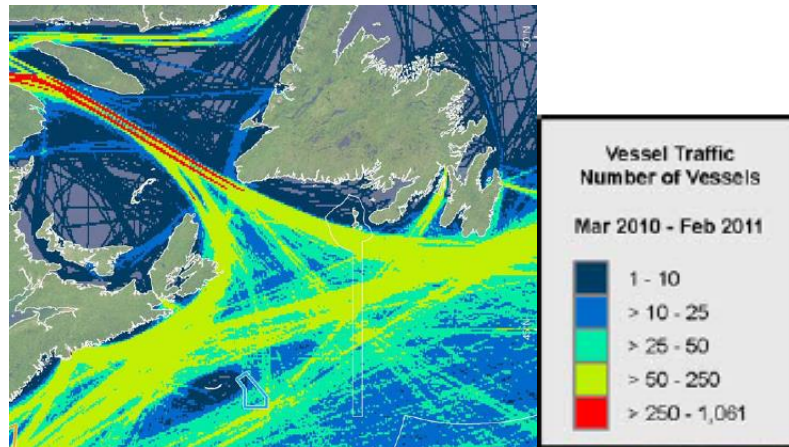 Vessel Traffic
Number of Vessels
Mar 2010 - Feb 2011
1 - 10
> 10 - 25
> 25 - 50
> 50 - 250
> 250 - 1,061